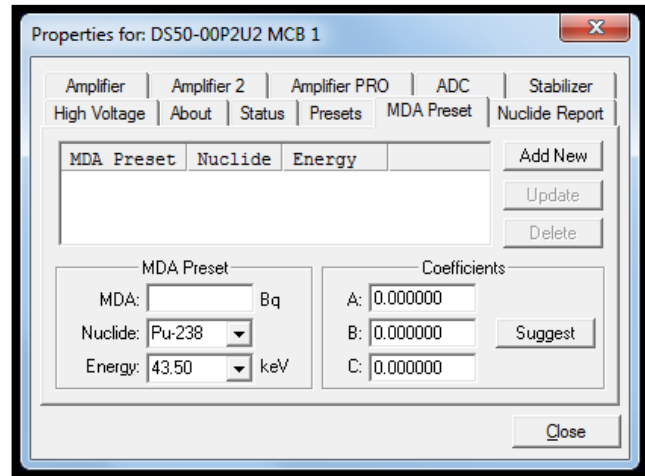 Properties for: DS50-00P2U2 MCB 1
Amplifier Amplifier 2 Amplifier PRO ADC Stabilizer
High Voltage About Status Presets MDA Preset Nuclide Report
MDA Preset Nuclide Energy
Add New
Update
Delete
MDA Preset
MDA: Bq
Nuclide: Pu-238
Energy: 43.50 keV
Coefficients
A: 0.000000
B: 0.000000
C: 0.000000
Suggest
Close